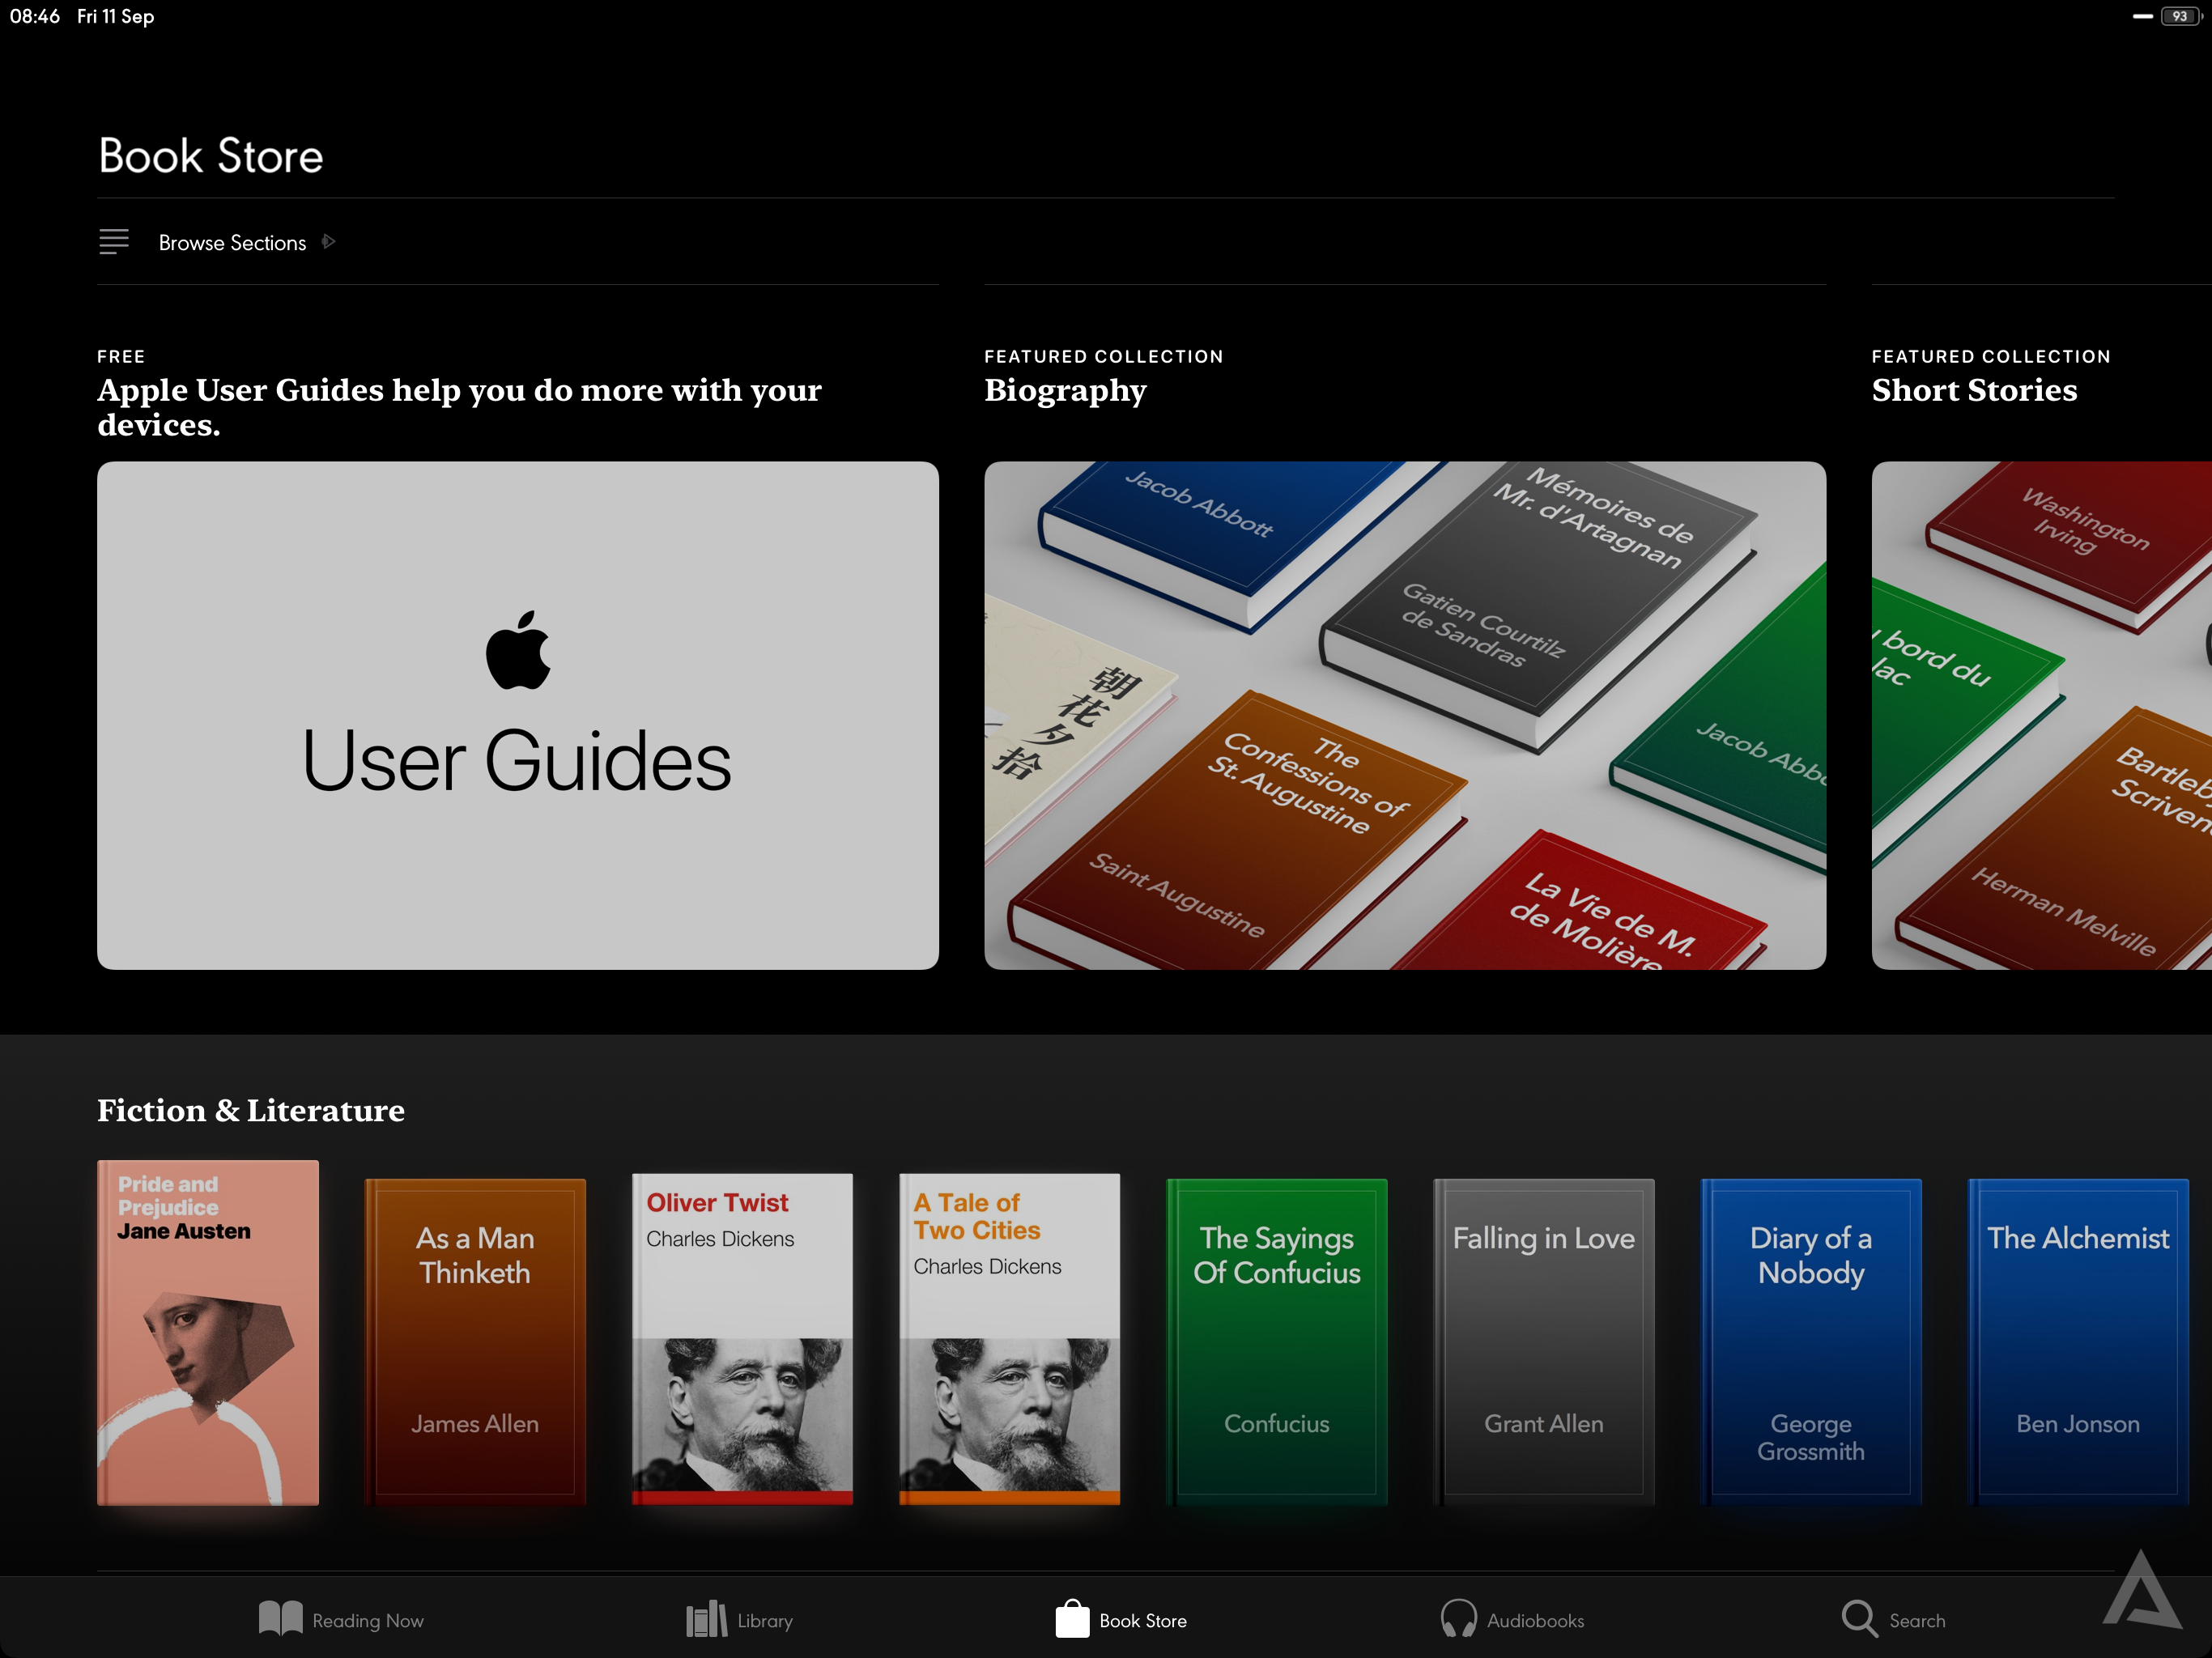 08:46 Fri 11 Sep
93
Book Store
Browse Sections
FREE
Apple User Guides help you do more with your
devices.
User Guides
FEATURED COLLECTION
Biography
Jacob Abbott
Mémoires de
Mr. d'Artagnan
Gatien Courtilz
de Sandras
朝花夕拾
The
Confessions of
St. Augustine
Saint Augustine
Jacob Abbo
La Vie de M.
de Molière
FEATURED COLLECTION
Short Stories
Washington
Irving
bord du
lac
Bartleb
Scriven
Herman Melville
Fiction & Literature
Pride and
Prejudice
Jane Austen
As a Man
Thinketh
James Allen
Oliver Twist
Charles Dickens
A Tale of
Two Cities
Charles Dickens
The Sayings
Of Confucius
Confucius
Falling in Love
Grant Allen
Diary of a
Nobody
George
Grossmith
The Alchemist
Ben Jonson
Reading Now
Library
Book Store
Audiobooks
Search